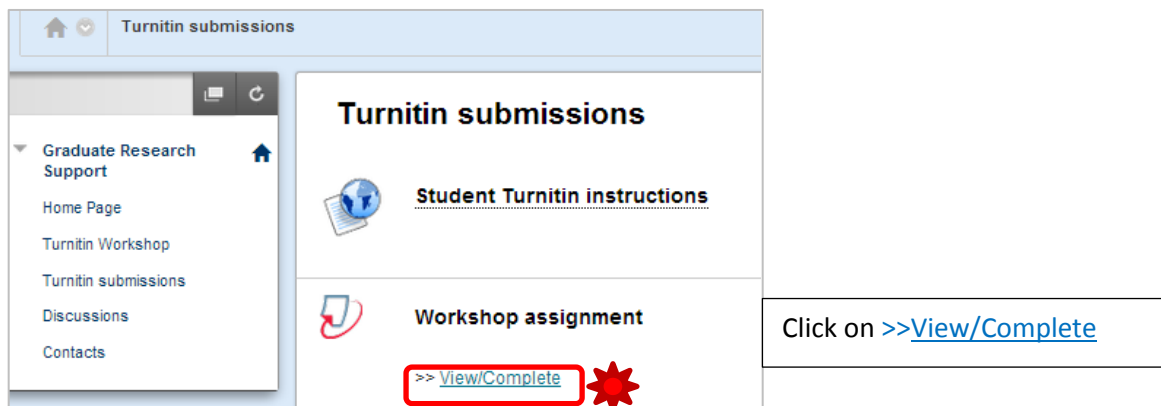 Turnitin submissions
Graduate Research
Support
Home Page
Turnitin Workshop
Turnitin submissions
Discussions
Contacts
Turnitin submissions
Student Turnitin instructions
Workshop assignment
>> View/Complete
Click on >>View/Complete